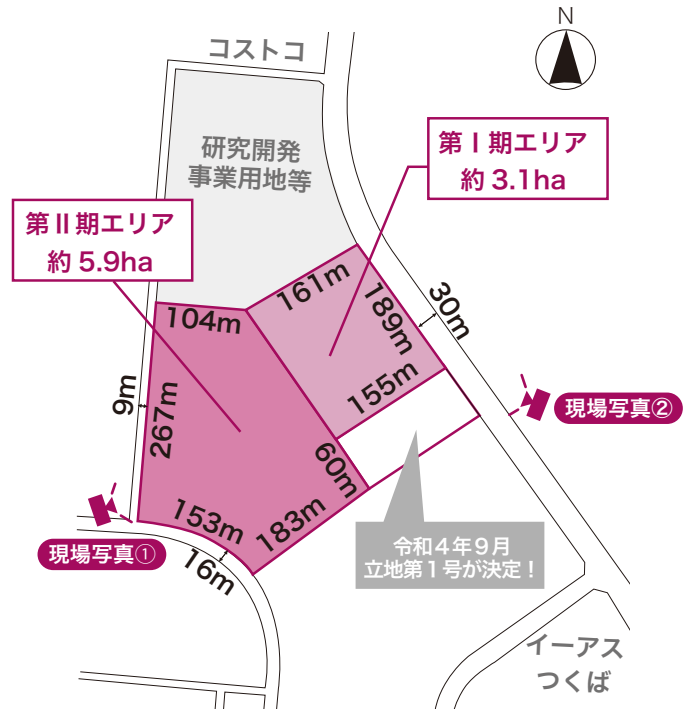 N
コストコ
研究開発
事業用地等
第Ⅰ期エリア
約 3.1ha
第Ⅱ期エリア
約 5.9ha
161m
104m
189m
30m
155m
9m
267m
60m
153m
183m
16m
現場写真②
現場写真①
令和４年９月
立地第１号が決定！
イーアス
つくば